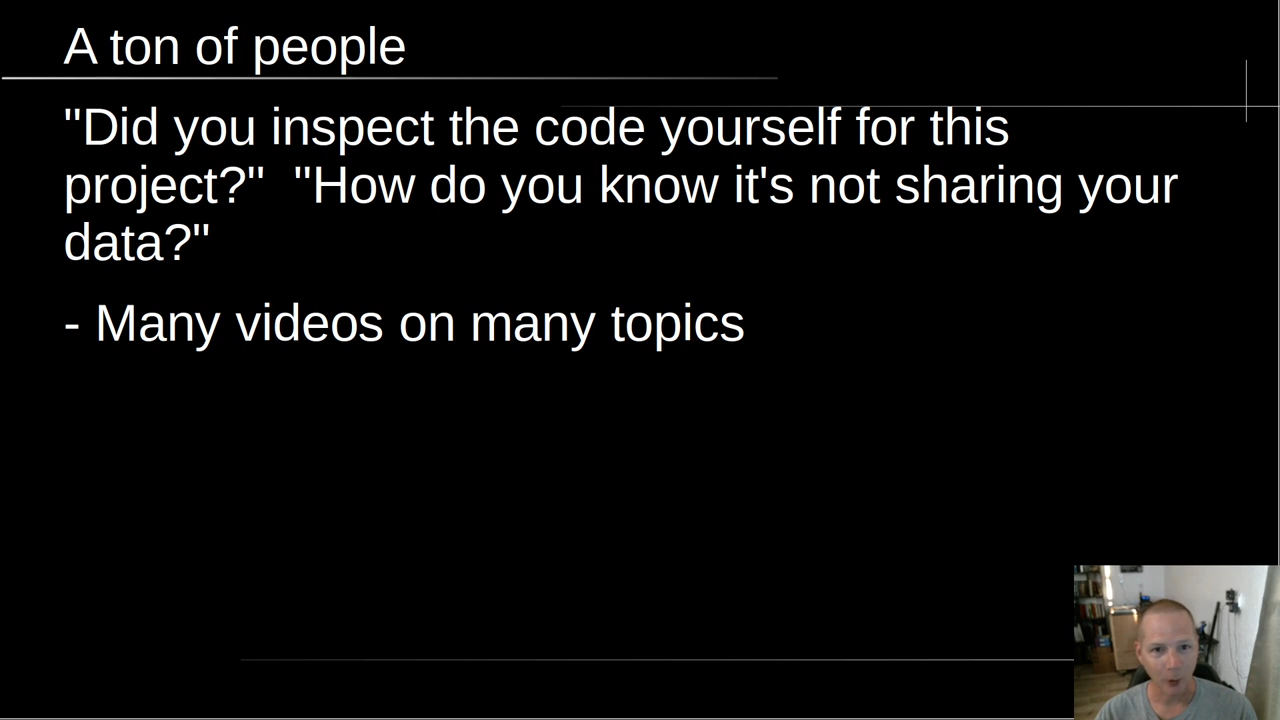 A ton of people
"Did you inspect the code yourself for this
project?"  "How do you know it's not sharing your
data?"
- Many videos on many topics